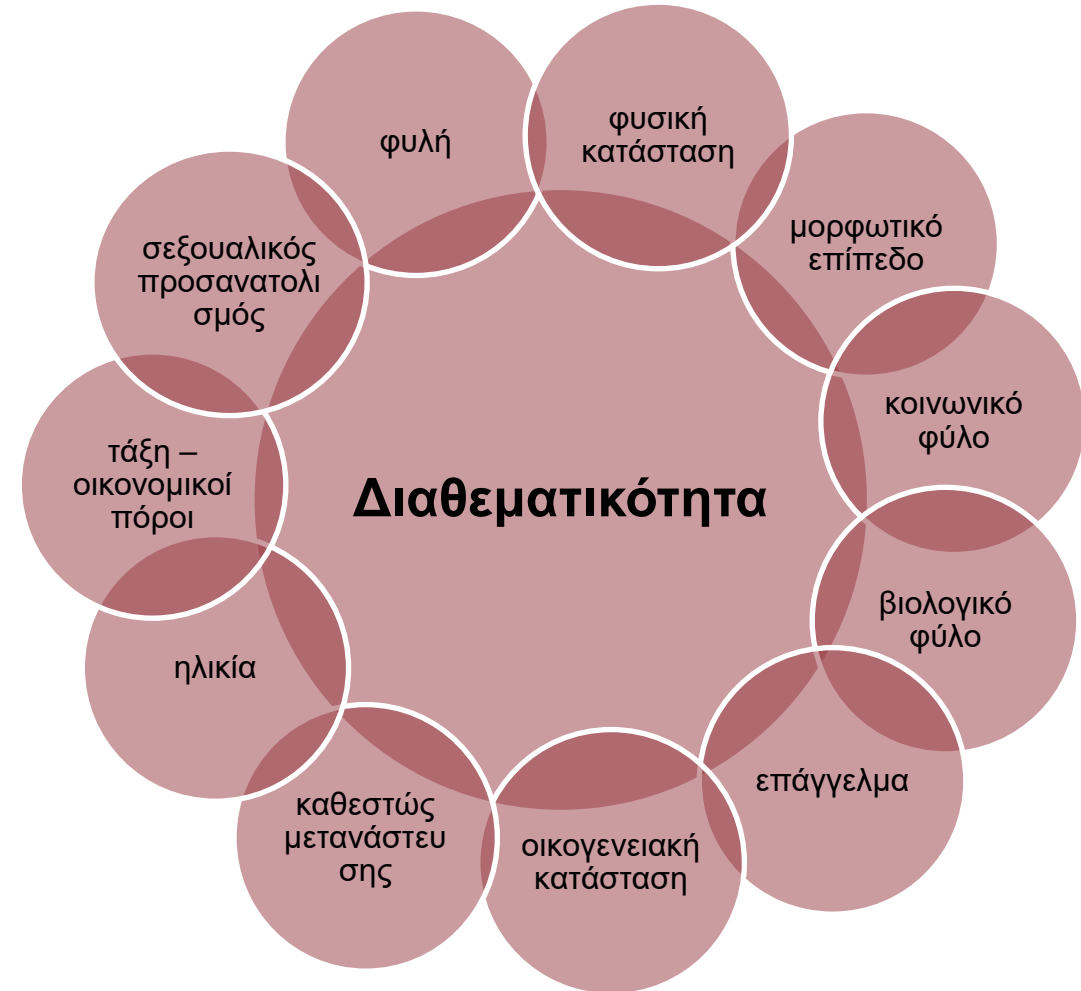 φυλή
φυσική
κατάσταση
μορφωτικό
επίπεδο
κοινωνικό
φύλο
βιολογικό
φύλο
επάγγελμα
οικογενειακή
κατάσταση
καθεστώς
μετανάστευ
σης
ηλικία
τάξη –
οικονομικοί
πόροι
σεξουαλικός
προσανατολι
σμός
Διαθεματικότητα